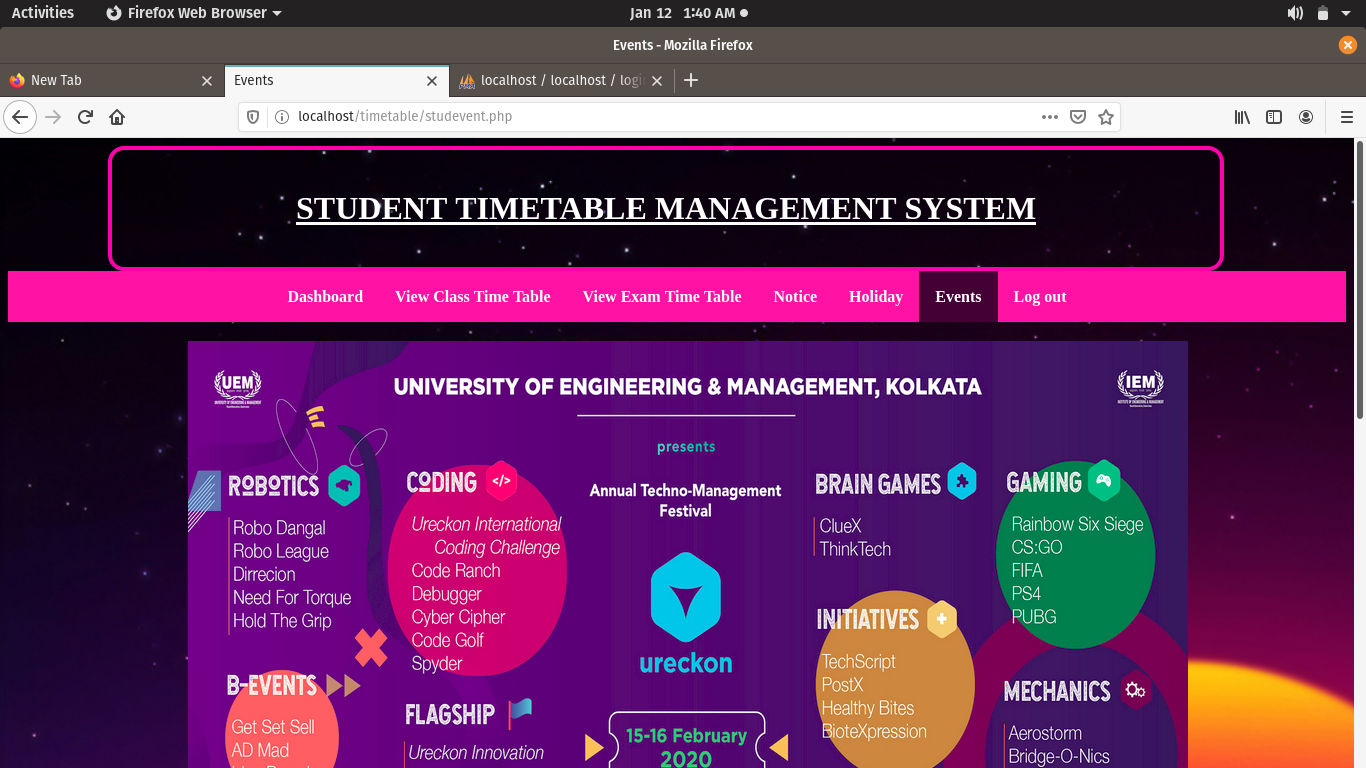 Activities
Firefox Web Browser
Jan 12 1:40 AM
Events - Mozilla Firefox
New Tab
Events
localhost / localhost / logi
localhost/timetable/studevent.php
STUDENT TIMETABLE MANAGEMENT SYSTEM
Dashboard
View Class Time Table
View Exam Time Table
Notice
Holiday
Events
Log out
UEM
UNIVERSITY OF ENGINEERING & MANAGEMENT, KOLKATA
IEM
presents
Annual Techno-Management
Festival
ureckon
15-16 February
2020
ROBOTICS
Robo Dangal
Robo League
Dirrecion
Need For Torque
Hold The Grip
B-EVENTS
Get Set Sell
AD Mad
CODING
</>
Ureckon International
Coding Challenge
Code Ranch
Debugger
Cyber Cipher
Code Golf
Spyder
FLAGSHIP
Ureckon Innovation
BRAIN GAMES
ClueX
ThinkTech
INITIATIVES
TechScript
PostX
Healthy Bites
BioteXpression
GAMING
Rainbow Six Siege
CS:GO
FIFA
PS4
PUBG
MECHANICS
Aerostorm
Bridge-O-Nics